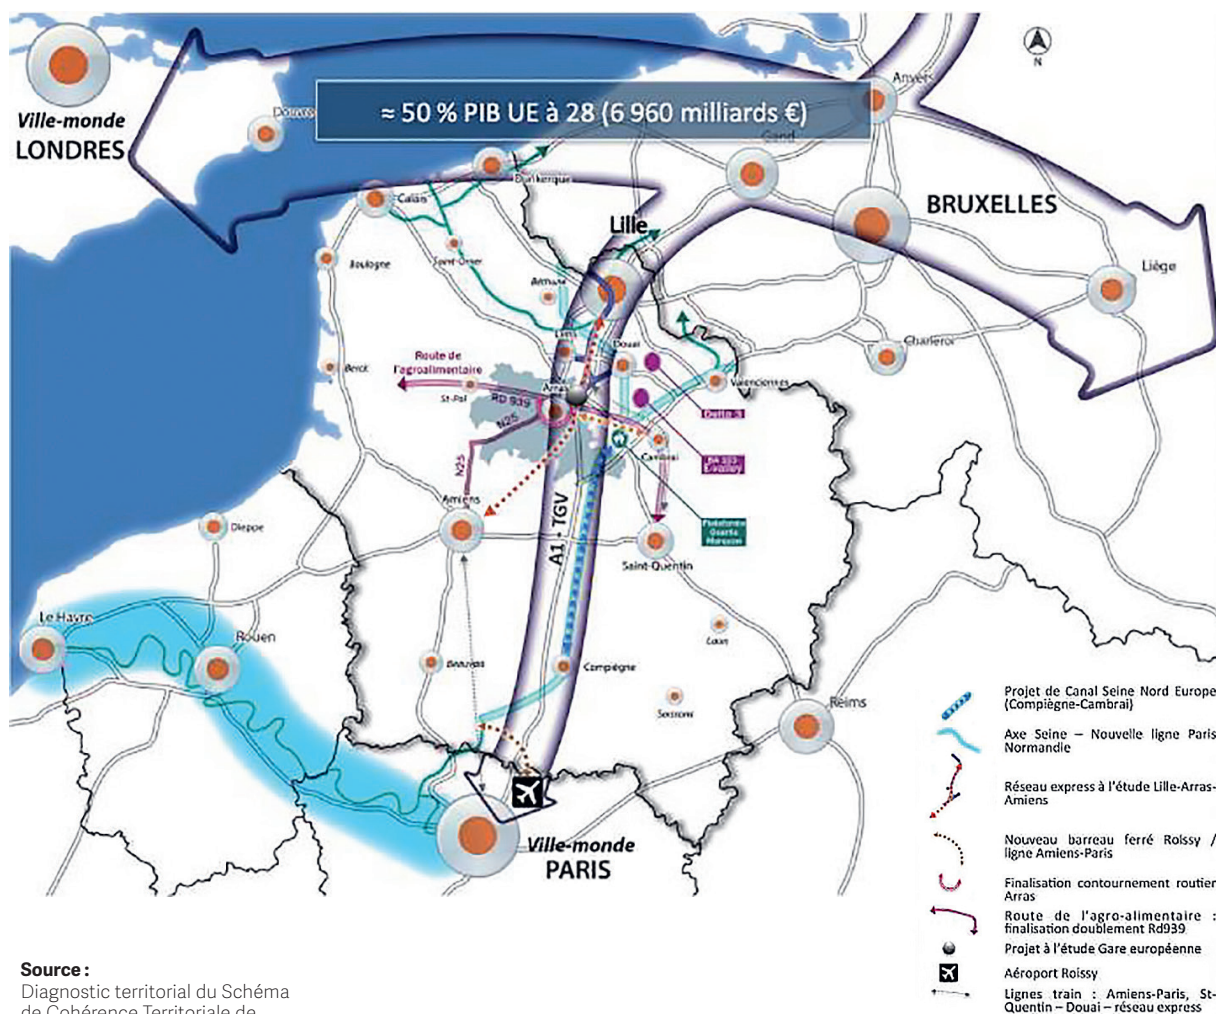 Ville-monde
LONDRES
Douvres
≈ 50 % PIB UE à 28 (6 960 milliards €)
Anvers
N
Gand
Dunkerque
Calais
BRUXELLES
Lille
Saint-Omer
Boulogne
Béthune
Liège
Lens
Douai
Charleroi
Route de
l'agroalimentaire
Berck
St-Pol
Arras
RD 939
N25
Valenciennes
Delta 3
Cambrai
N25
Amiens
A1 - TGV
Plateforme
Marquion
Dieppe
Saint-Quentin
Le Havre
Rouen
Laon
Beauvais
Compiègne
Soissons
Reims
Ville-monde
PARIS
Projet de Canal Seine Nord Europe
(Compiègne-Cambrai)
Axe Seine – Nouvelle ligne Paris
Normandie
Réseau express à l'étude Lille-Arras-
Amiens
Nouveau barreau ferré Roissy /
ligne Amiens-Paris
Finalisation contournement routier
Arras
Route de l'agro-alimentaire :
finalisation doublement Rd939
Projet à l'étude Gare européenne
Aéroport Roissy
Lignes train : Amiens-Paris, St-
Quentin – Douai – réseau express
Source :
Diagnostic territorial du Schéma
de Cohérence Territoriale de